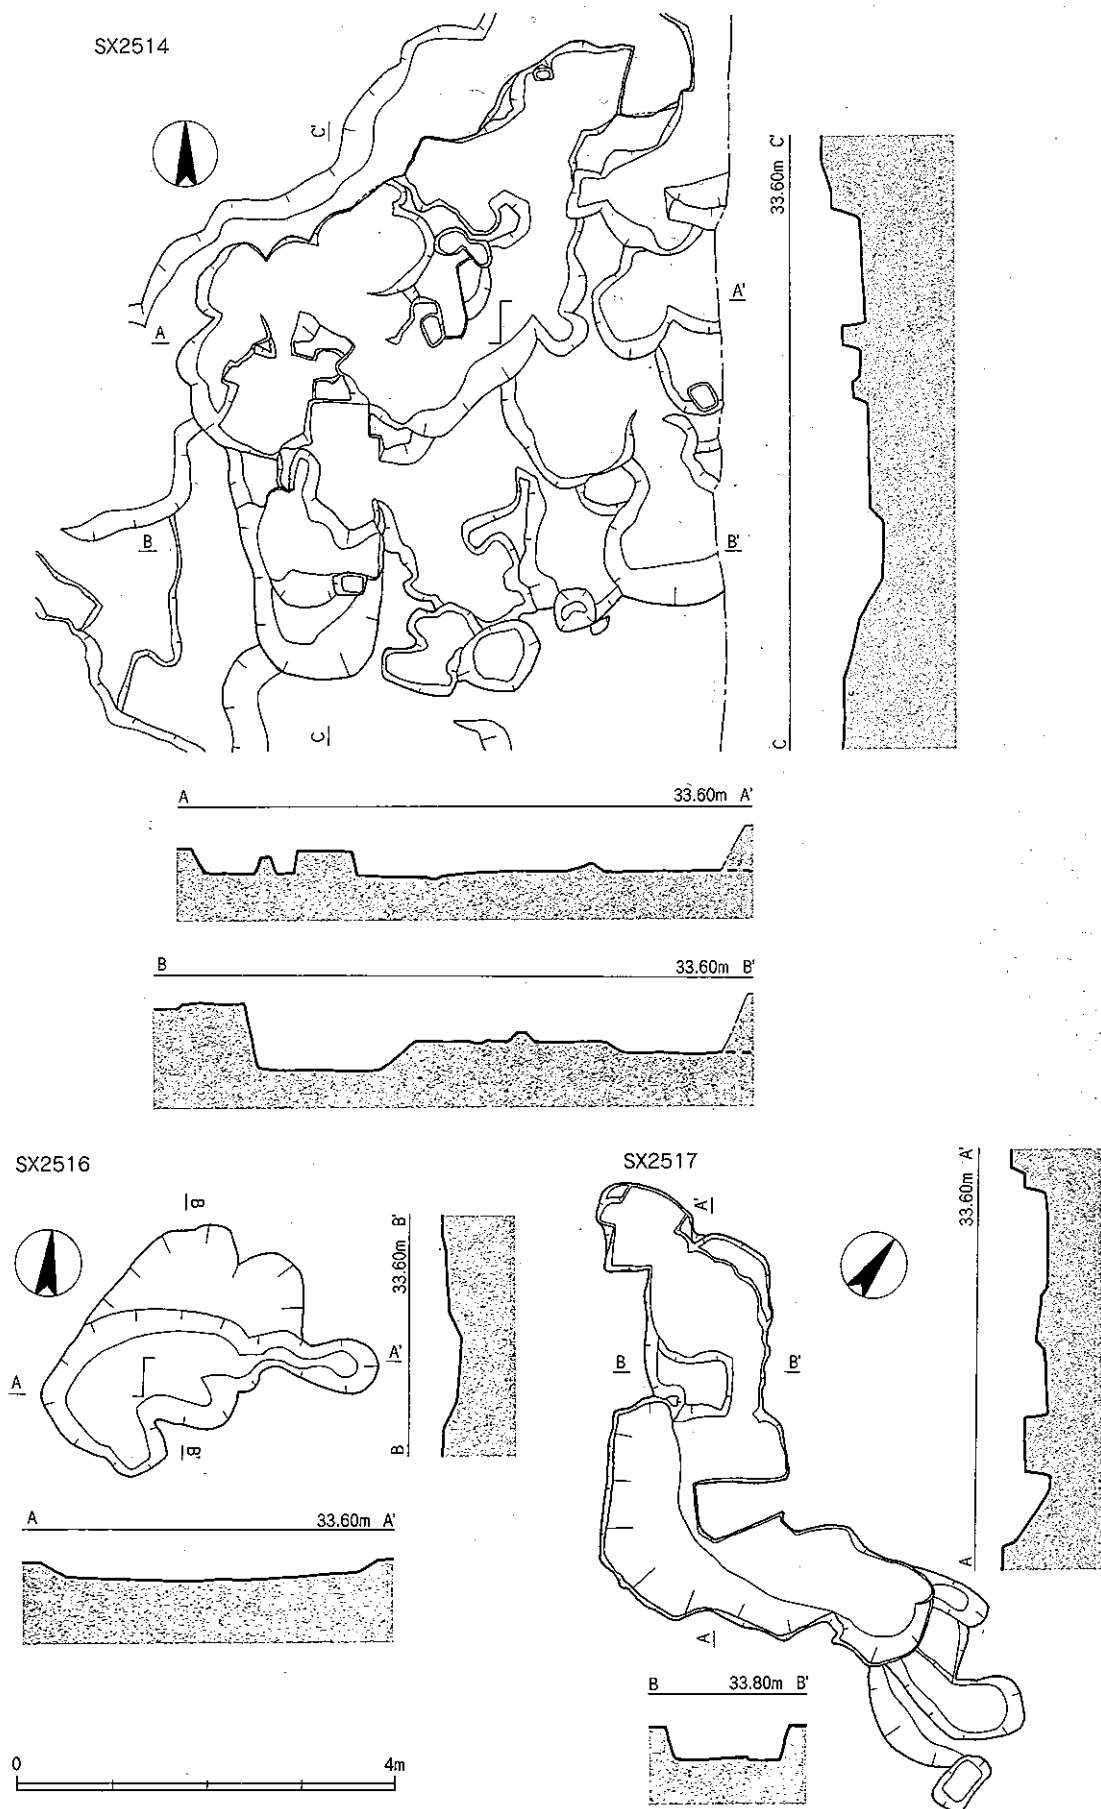 SX2514
C'
A
A'
B
B'
C
33.60m C'
C
A 33.60m A'
B 33.60m B'
SX2516
B
A
A'
B'
33.60m B'
B
A 33.60m A'
SX2517
A'
B
B'
A
33.60m A'
A
B 33.80m B'
0 4m